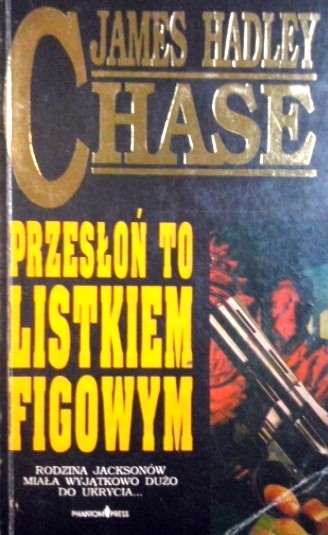 JAMES HADLEY
CHASE
PRZESŁOŃ TO
LISTKIEM
FIGOWYM
RODZINA JACKSONÓW
MIAŁA WYJĄTKOWO DUŻO
DO UKRYCIA...
PHANTOM PRESS